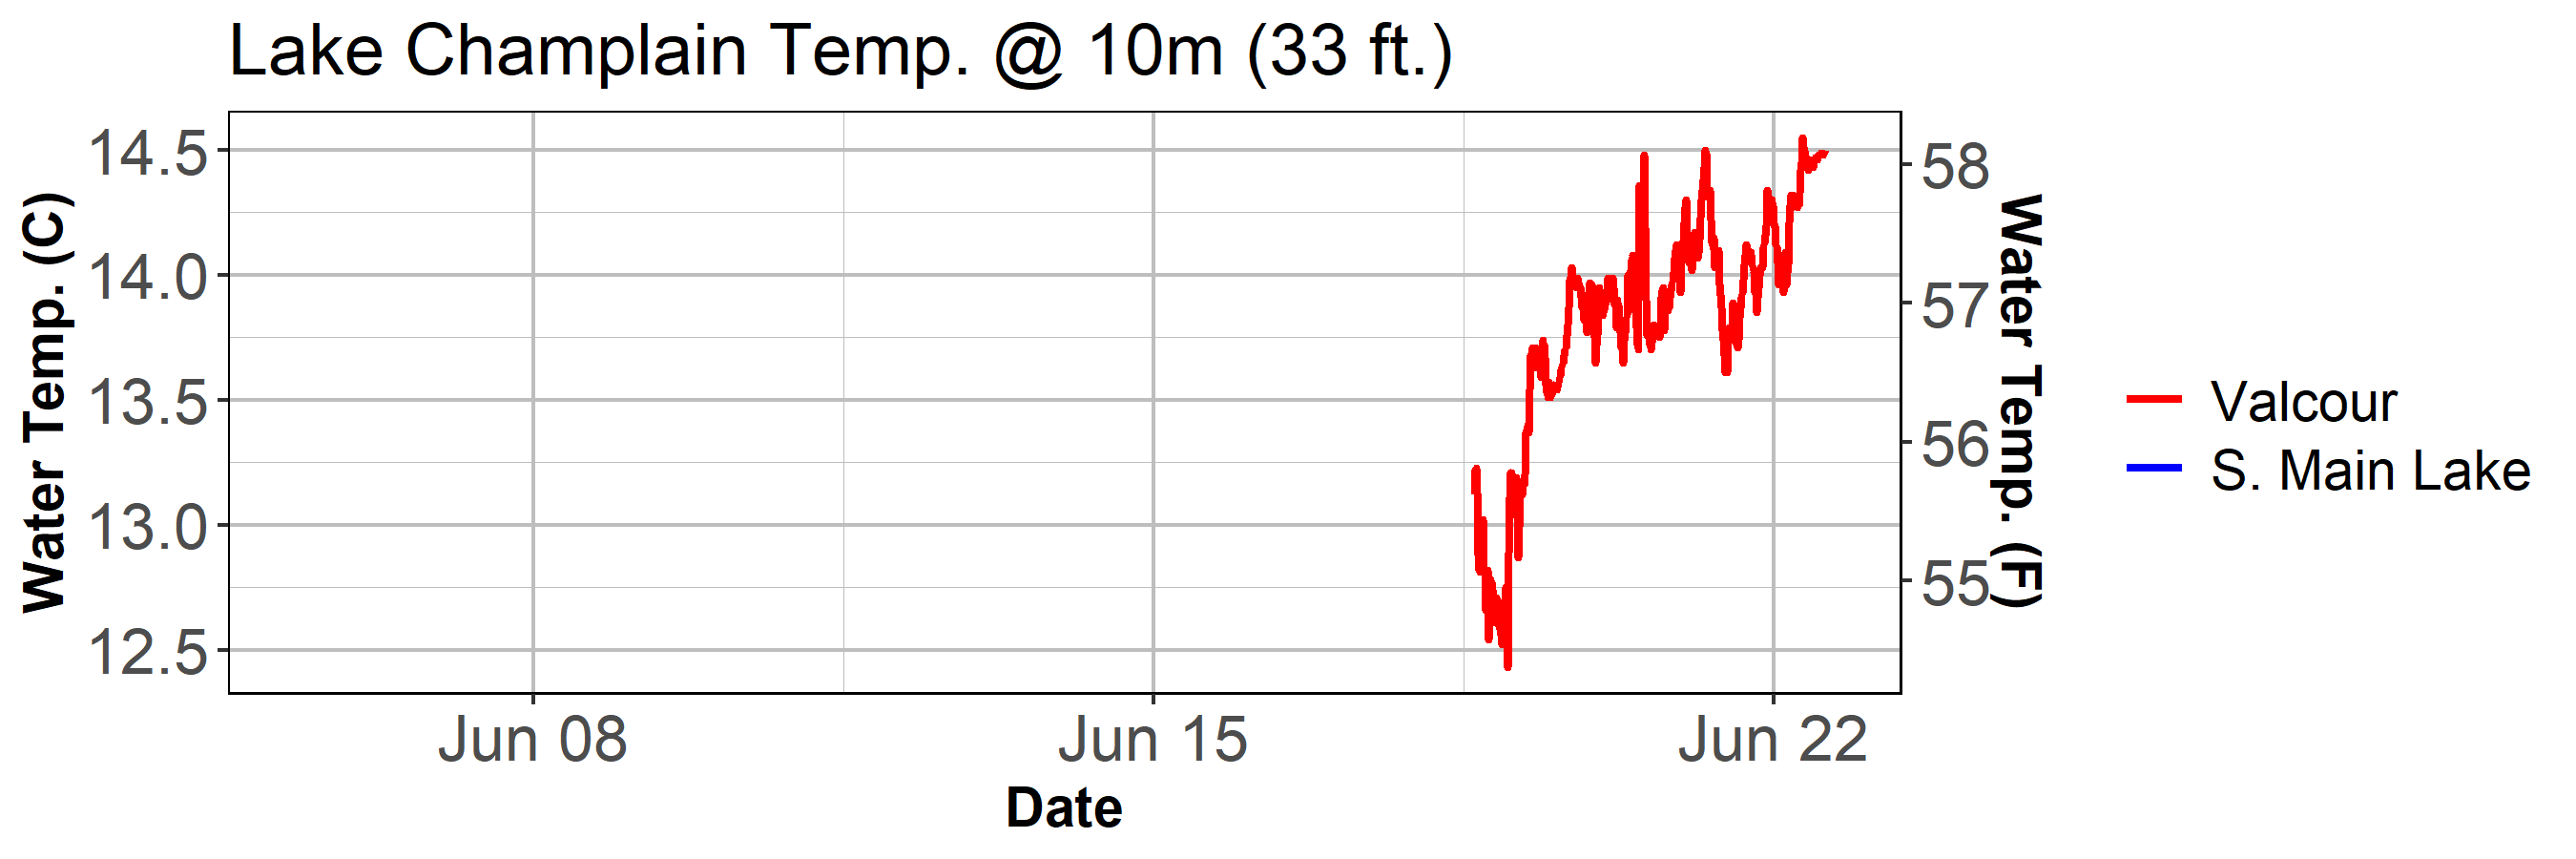 Lake Champlain Temp. @ 10m (33 ft.)
Water Temp. (C)
14.5
14.0
13.5
13.0
12.5
58
57
56
55
Water Temp. (F)
Jun 08
Jun 15
Jun 22
Date
Valcour
S. Main Lake